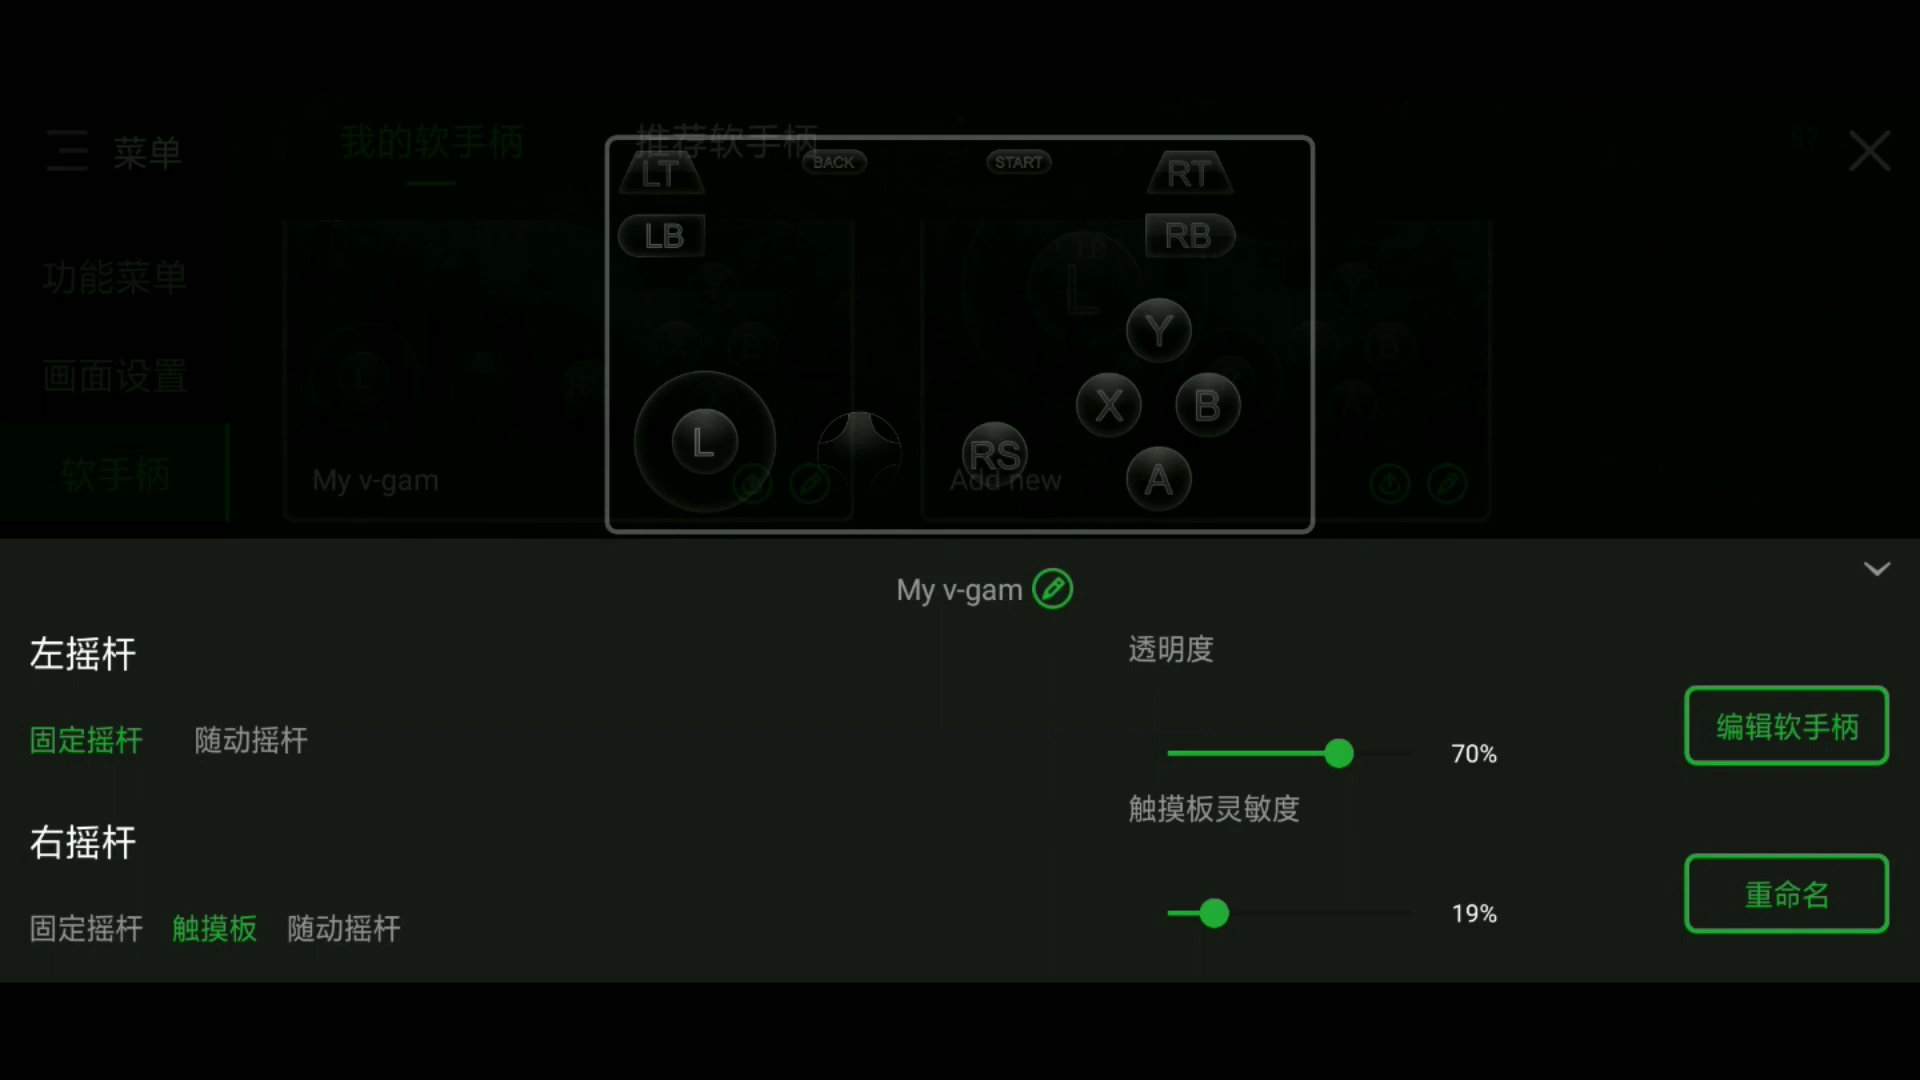 菜单
我的软手柄
推荐软手柄
功能菜单
画面设置
软手柄
LT
BACK
START
RT
LB
RB
Y
X
B
L
RS
A
My v-gam
Add new
My v-gam
左摇杆
固定摇杆 随动摇杆
右摇杆
固定摇杆 触摸板 随动摇杆
透明度
70%
触摸板灵敏度
19%
编辑软手柄
重命名